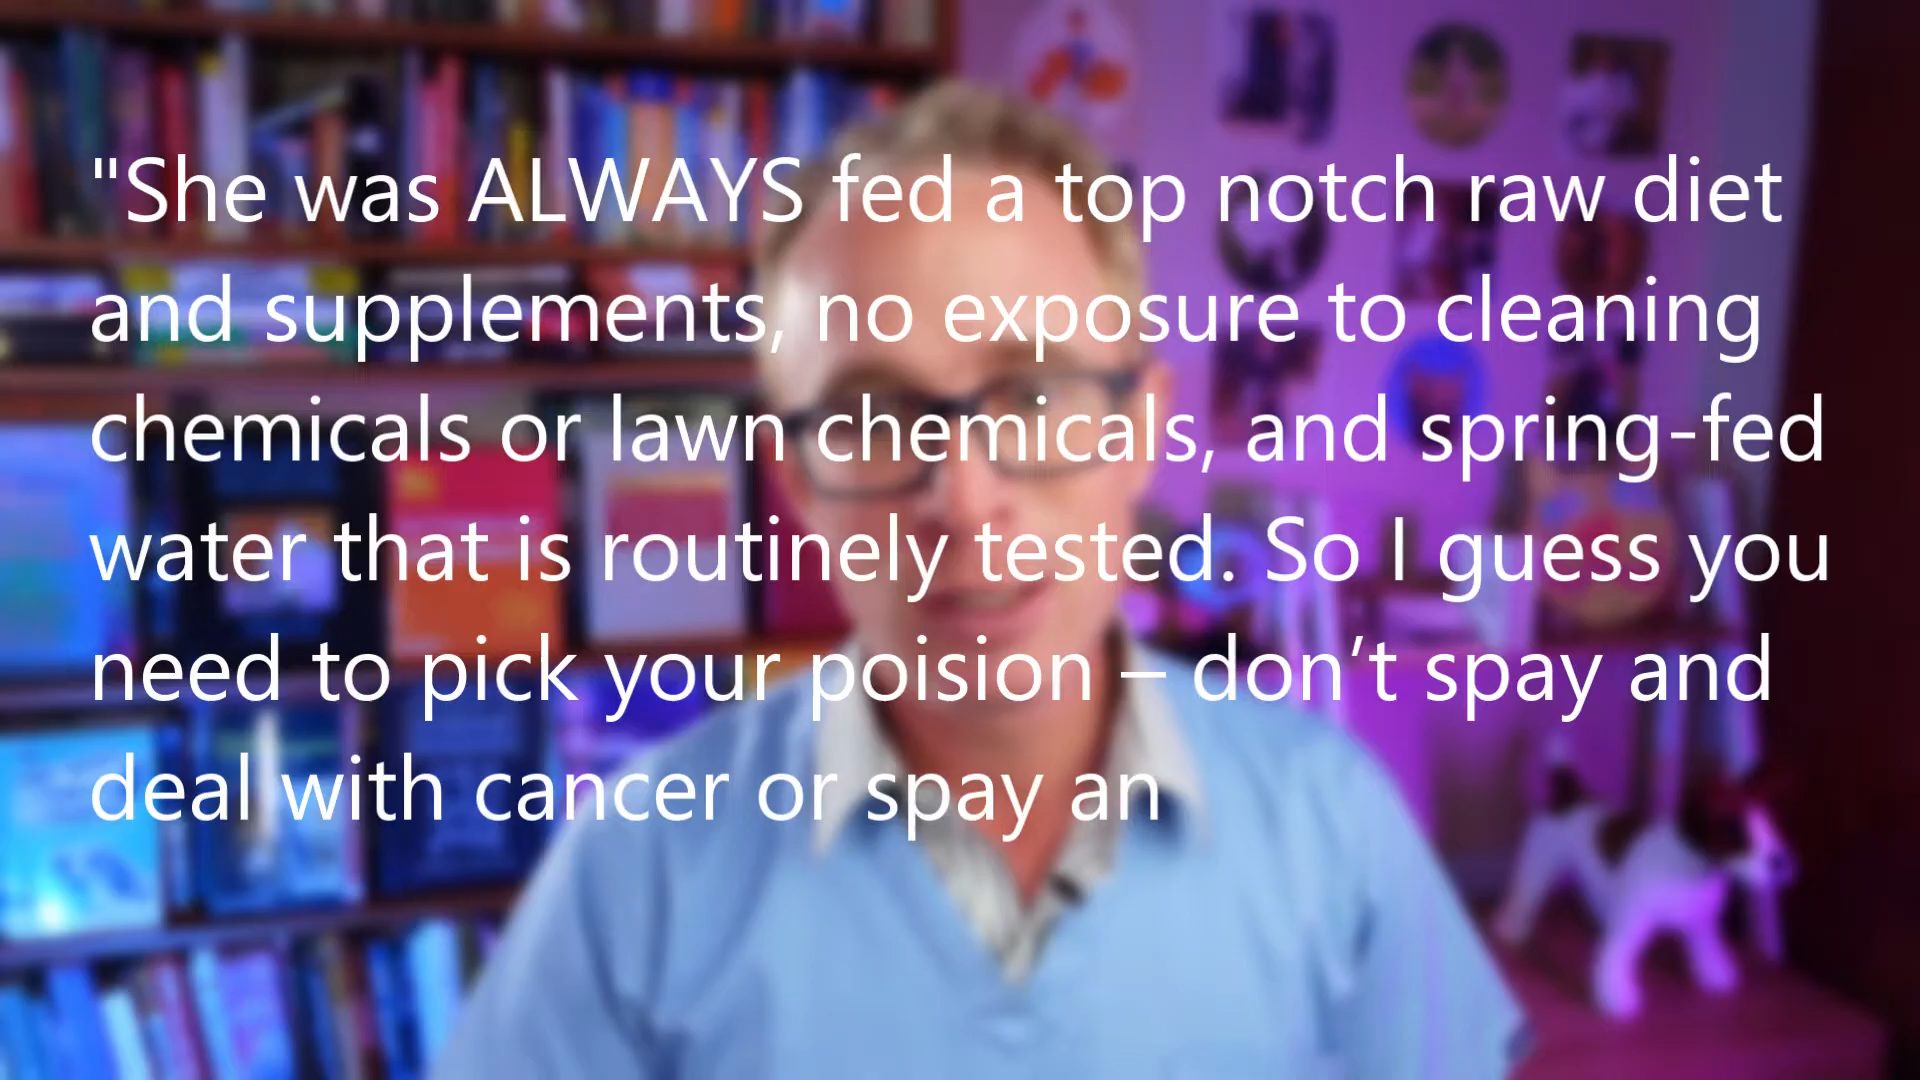 "She was ALWAYS fed a top notch raw diet
and supplements, no exposure to cleaning
chemicals or lawn chemicals, and spring-fed
water that is routinely tested. So I guess you
need to pick your poision – don’t spay and
deal with cancer or spay an